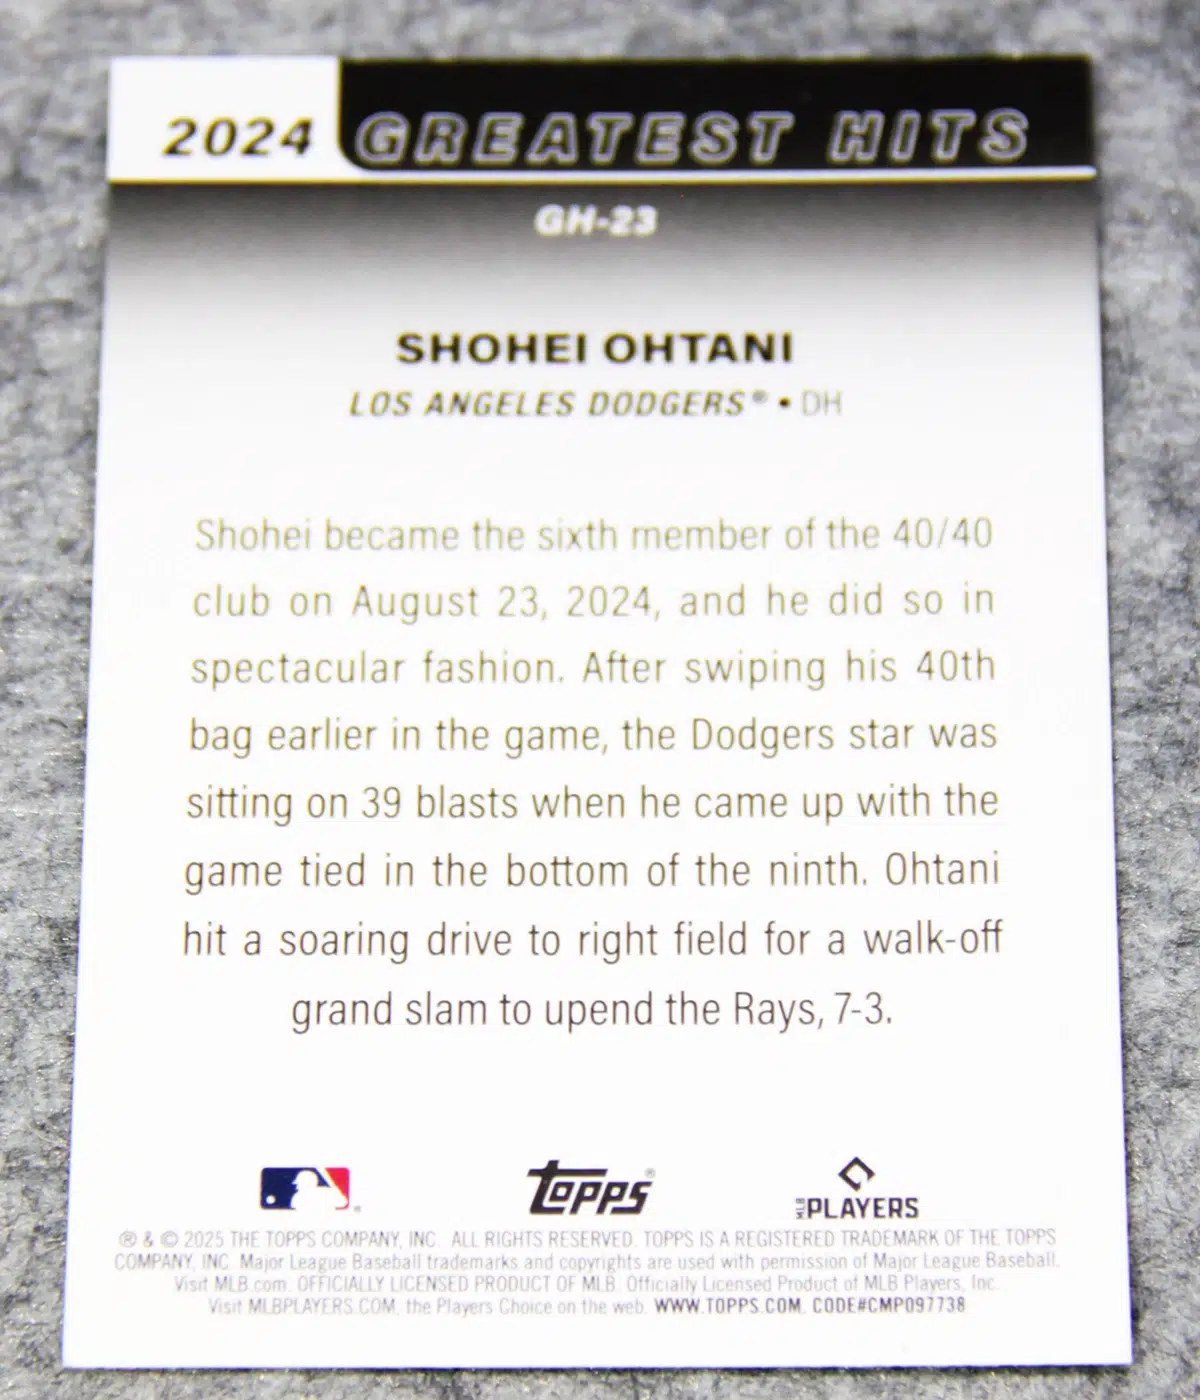 2024 GREATEST HITS
GH-23
SHOHEI OHTANI
LOS ANGELES DODGERS® • DH
Shohei became the sixth member of the 40/40
club on August 23, 2024, and he did so in
spectacular fashion. After swiping his 40th
bag earlier in the game, the Dodgers star was
sitting on 39 blasts when he came up with the
game tied in the bottom of the ninth. Ohtani
hit a soaring drive to right field for a walk-off
grand slam to upend the Rays, 7-3.
Topps®
MLB PLAYERS
® & © 2025 THE TOPPS COMPANY, INC. ALL RIGHTS RESERVED. TOPPS IS A REGISTERED TRADEMARK OF THE TOPPS
COMPANY, INC. Major League Baseball trademarks and copyrights are used with permission of Major League Baseball.
Visit MLB.com. OFFICIALLY LICENSED PRODUCT OF MLB. Officially Licensed Product of MLB Players, Inc.
Visit MLBPLAYERS.COM, the Players Choice on the web. WWW.TOPPS.COM. CODE#CMP097738